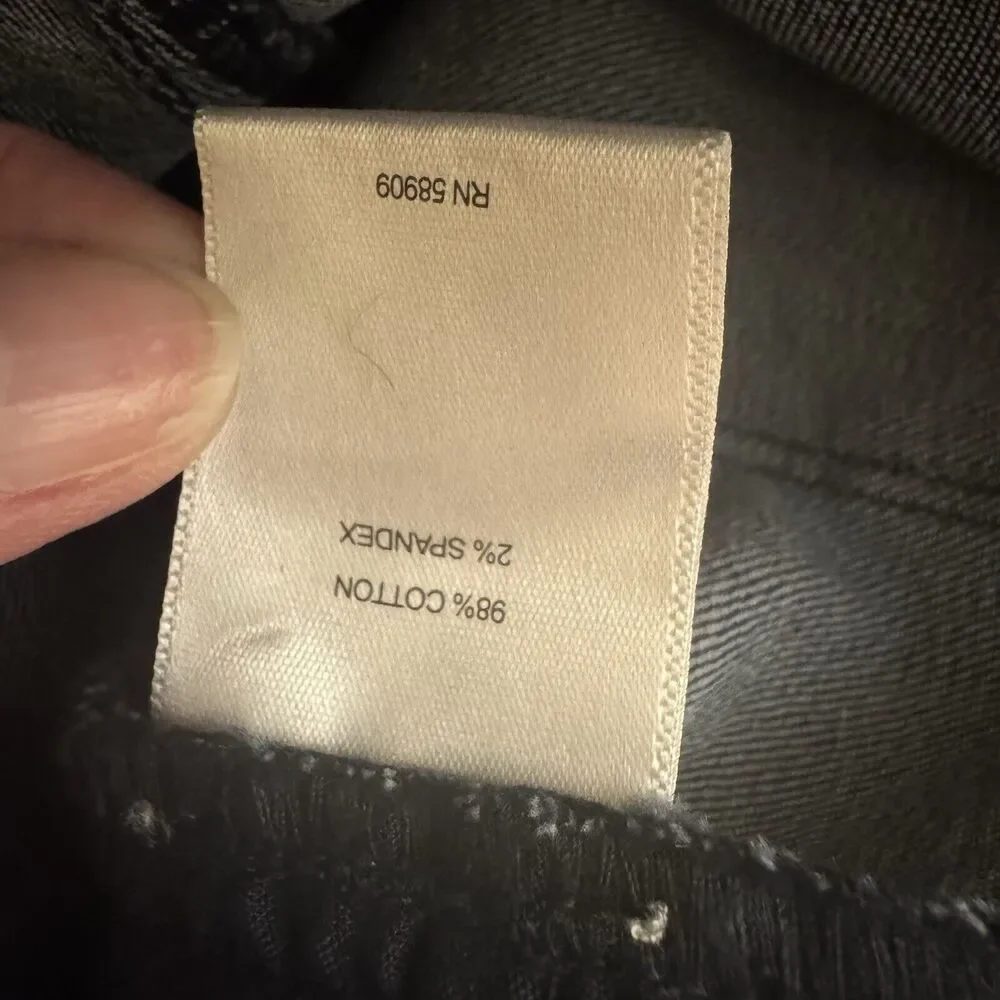 98% COTTON
2% SPANDEX
RN 58909